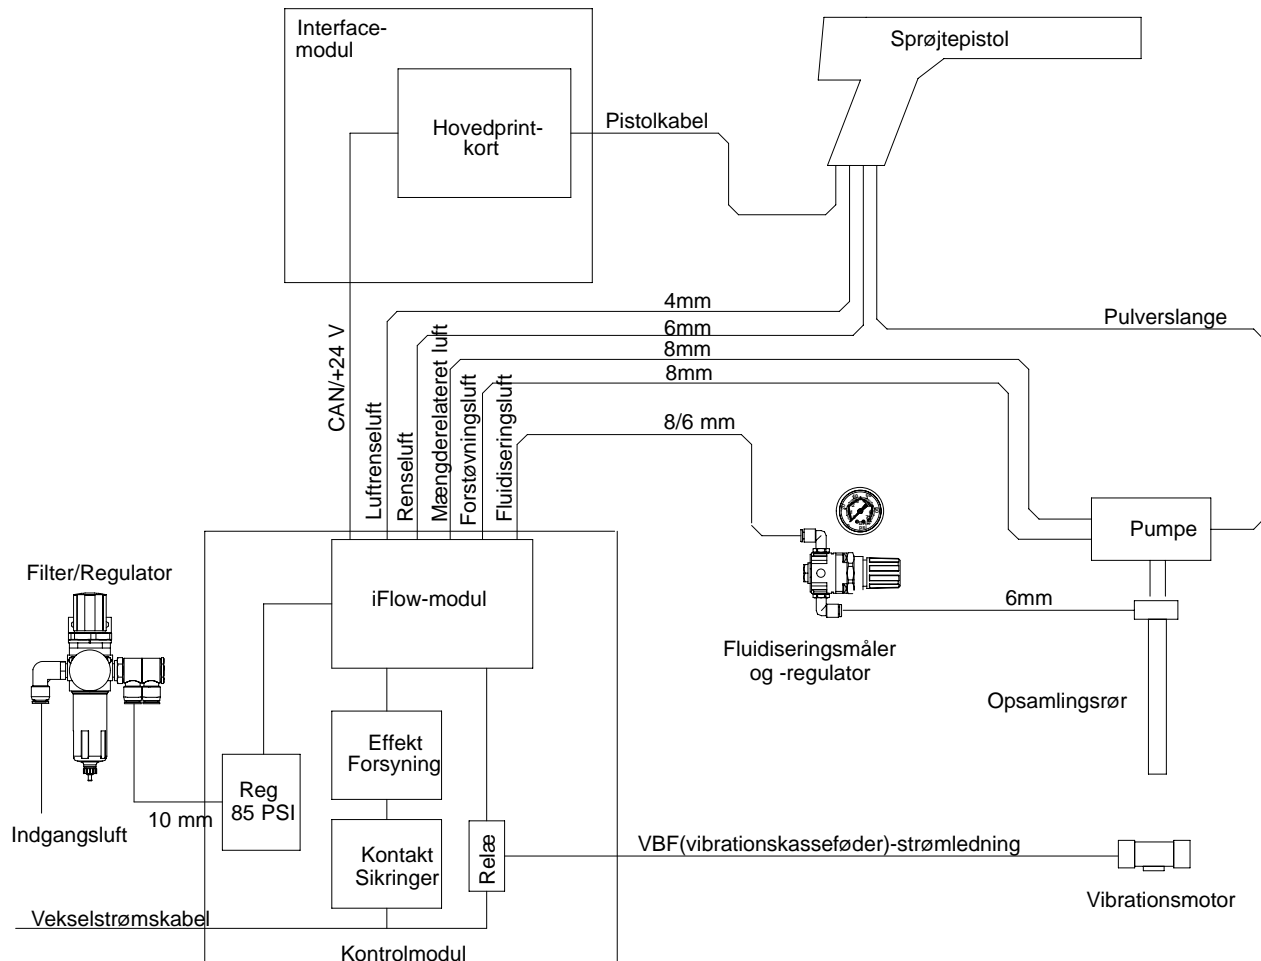 Interface-
modul
Sprøjtepistol
Hovedprint-
kort
Pistolkabel
4mm
6mm
8mm
8mm
8/6 mm
Pulverslange
CAN/+24 V
Luftrenseluft
Renseluft
Mængderelateret luft
Forstøvningsluft
Fluidiseringsluft
Pumpe
Filter/Regulator
iFlow-modul
6mm
Fluidiseringsmåler
og -regulator
Opsamlingsrør
Effekt
Forsyning
Reg
85 PSI
10 mm
Indgangsluft
Kontakt
Sikringer
Relæ
VBF(vibrationskasseføder)-strømledning
Vibrationsmotor
Vekselstrømskabel
Kontrolmodul